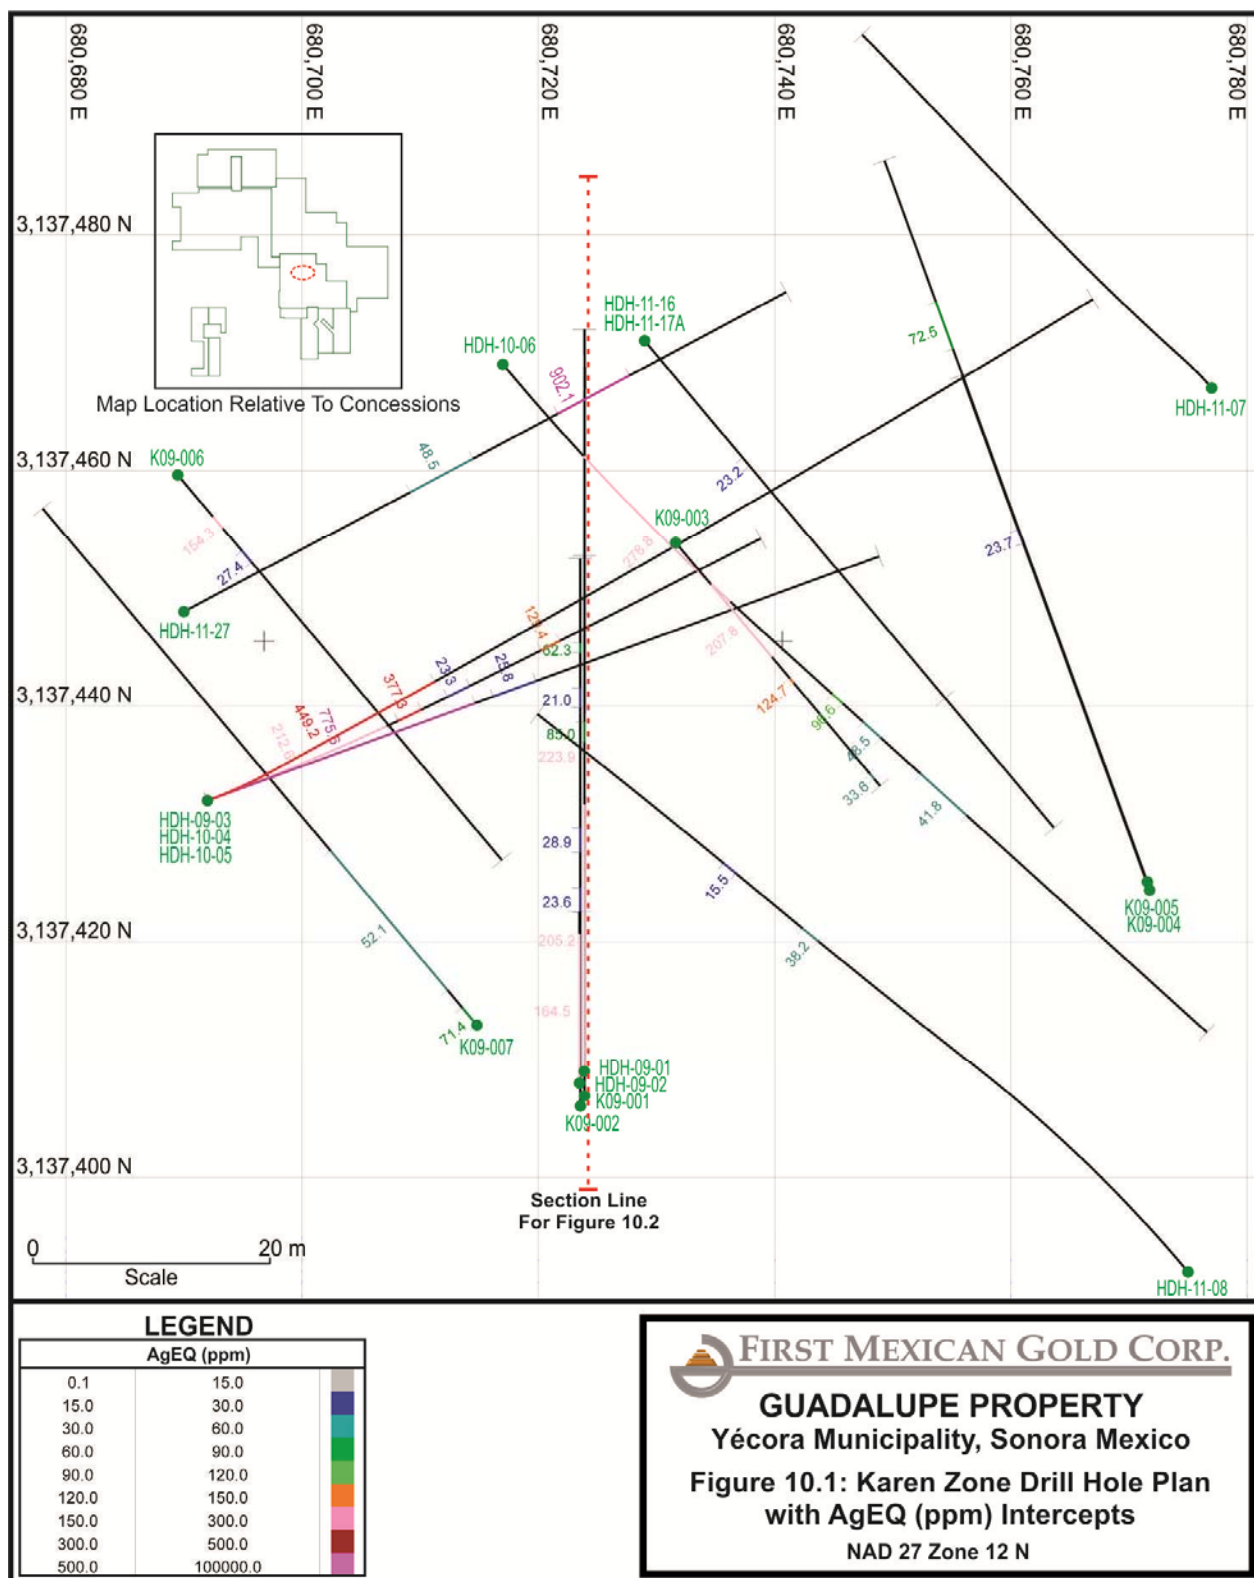 680,680 E
680,700 E
680,720 E
680,740 E
680,760 E
680,780 E
3,137,480 N
3,137,460 N
3,137,440 N
3,137,420 N
3,137,400 N
Map Location Relative To Concessions
HDH-11-16
HDH-11-17A
HDH-10-06
HDH-11-07
K09-006
K09-003
HDH-11-27
HDH-09-03
HDH-10-04
HDH-10-05
K09-005
K09-004
K09-007
HDH-09-01
HDH-09-02
K09-001
K09-002
HDH-11-08
902.1
48.5
72.5
23.2
23.7
154.3
27.4
278.8
207.8
124.7
96.6
48.5
33.6
41.8
23.3
25.8
449.2
775.6
62.3
21.0
85.0
223.9
28.9
23.6
205.2
164.5
15.5
38.2
52.1
71.4
Section Line
For Figure 10.2
0 20 m
Scale
LEGEND
AgEQ (ppm)
0.1 15.0
15.0 30.0
30.0 60.0
60.0 90.0
90.0 120.0
120.0 150.0
150.0 300.0
300.0 500.0
500.0 100000.0
FIRST MEXICAN GOLD CORP.
GUADALUPE PROPERTY
Yécora Municipality, Sonora Mexico
Figure 10.1: Karen Zone Drill Hole Plan
with AgEQ (ppm) Intercepts
NAD 27 Zone 12 N